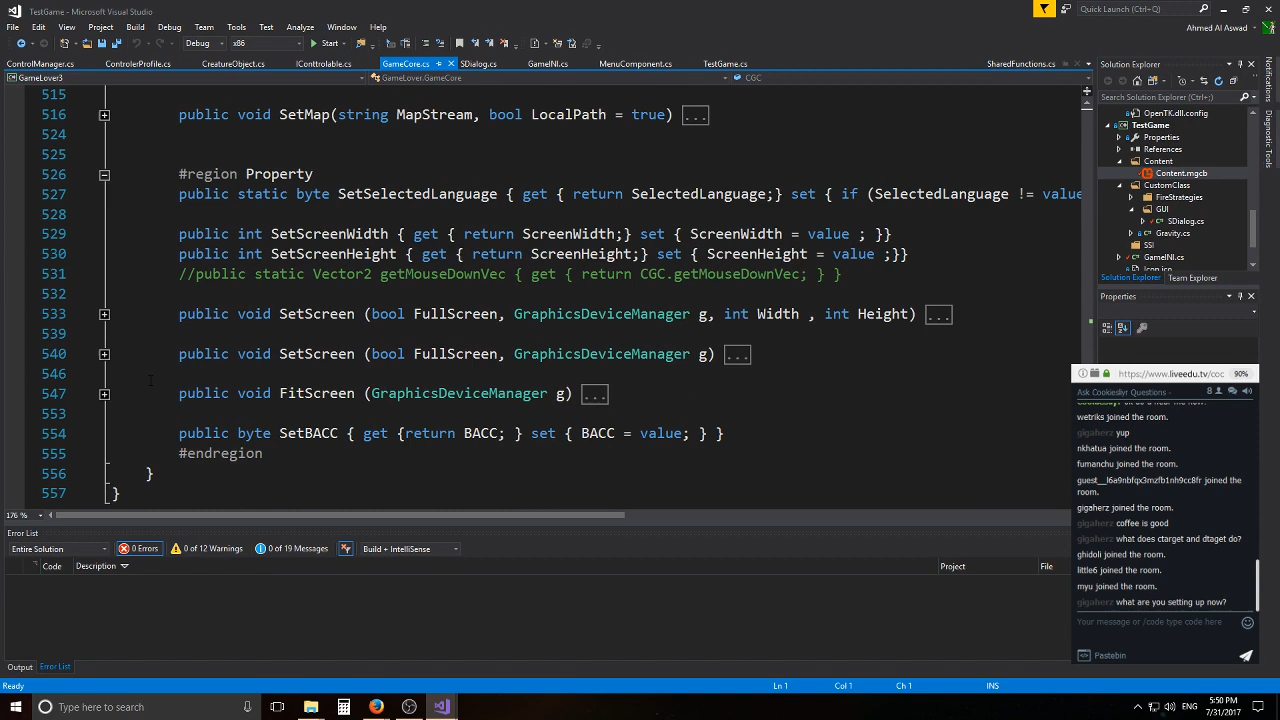 TestGame - Microsoft Visual Studio
Quick Launch (Ctrl+Q)
File Edit View Project Build Debug Team Tools Test Analyze Window Help
Ahmed Al Aswad
Debug x86 Start
ControlManager.cs ControlerProfile.cs CreatureObject.cs IControlable.cs GameCore.cs SDialog.cs GameINI.cs MenuComponent.cs TestGame.cs SharedFunctions.cs
GameLover3 GameLover.GameCore CGC
515
516 public void SetMap(string MapStream, bool LocalPath = true) ...
524
525
526 #region Property
527 public static byte SetSelectedLanguage { get { return SelectedLanguage;} set { if (SelectedLanguage != value
528
529 public int SetScreenWidth { get { return ScreenWidth;} set { ScreenWidth = value ; }}
530 public int SetScreenHeight { get { return ScreenHeight;} set { ScreenHeight = value ;}}
531 //public static Vector2 getMouseDownVec { get { return CGC.getMouseDownVec; } }
532
533 public void SetScreen (bool FullScreen, GraphicsDeviceManager g, int Width , int Height) ...
539
540 public void SetScreen (bool FullScreen, GraphicsDeviceManager g) ...
546
547 public void FitScreen (GraphicsDeviceManager g) ...
553
554 public byte SetBACC { get {return BACC; } set { BACC = value; } }
555 #endregion
556 }
557 }
176 %
Error List
Entire Solution 0 Errors 0 of 12 Warnings 0 of 19 Messages Build + IntelliSense
Code Description Project File
Output Error List
Ready Ln 1 Col 1 Ch 1 INS
Solution Explorer
Search Solution Explorer (Ctrl+;)
OpenTK.dll.config
TestGame
Properties
References
Content
Content.mgcb
CustomClass
FireStrategies
GUI
SDialog.cs
Gravity.cs
SSI
GameINI.cs
Icon.ico
Solution Explorer Team Explorer
Properties
Notifications
Diagnostic Tools
https://www.liveedu.tv/coc 90%
Ask Cookieslyr Questions 8
wetriks joined the room.
gigaherz yup
nkhatua joined the room.
fumanchu joined the room.
guest__l6a9nbfqx3mzfb1nh9cc8fr joined the
room.
gigaherz joined the room.
gigaherz coffee is good
gigaherz what does ctarget and dtaget do?
ghidoli joined the room.
little6 joined the room.
myu joined the room.
gigaherz what are you setting up now?
Your message or /code type code here
Pastebin
Type here to search
ENG
5:50 PM
7/31/2017